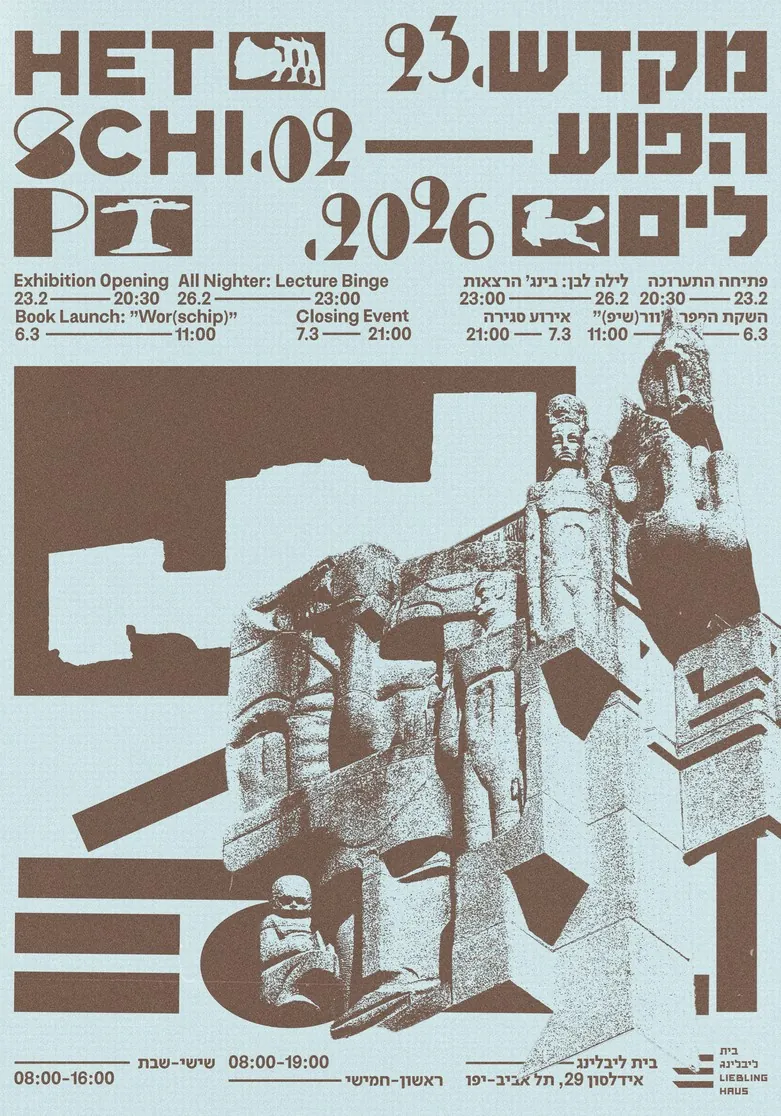 HET
SCHI
PT
23.
02
.2026
מקדש
הפוע
לים
Exhibition Opening
23.2 20:30
All Nighter: Lecture Binge
26.2 23:00
Book Launch: ”Wor(schip)”
6.3 11:00
Closing Event
7.3 21:00
פתיחה התערוכה
23.2 20:30
לילה לבן: בינג׳ הרצאות
26.2 23:00
השקת הספר ”וור(שיפ)”
6.3 11:00
אירוע סגירה
7.3 21:00
שישי-שבת
08:00-16:00
08:00-19:00
ראשון-חמישי
בית ליבלינג
אידלסון 29, תל אביב-יפו
בית
ליבלינג
LIEBLING
HAUS